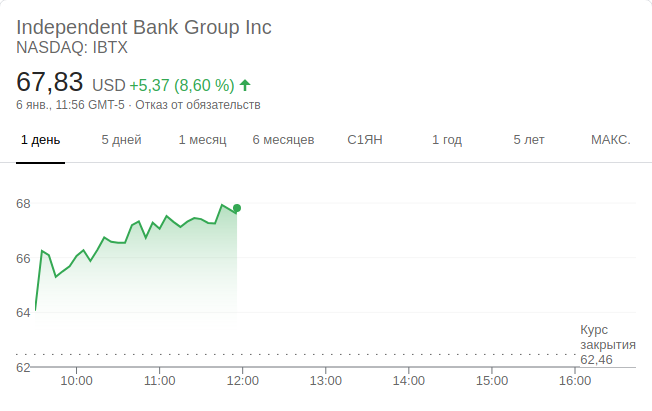 Independent Bank Group Inc
NASDAQ: IBTX
67,83 USD +5,37 (8,60 %)
6 янв., 11:56 GMT-5 · Отказ от обязательств
1 день 5 дней 1 месяц 6 месяцев С1ЯН 1 год 5 лет МАКС.
68
66
64
Курс
закрытия
62,46
62
10:00 11:00 12:00 13:00 14:00 15:00 16:00